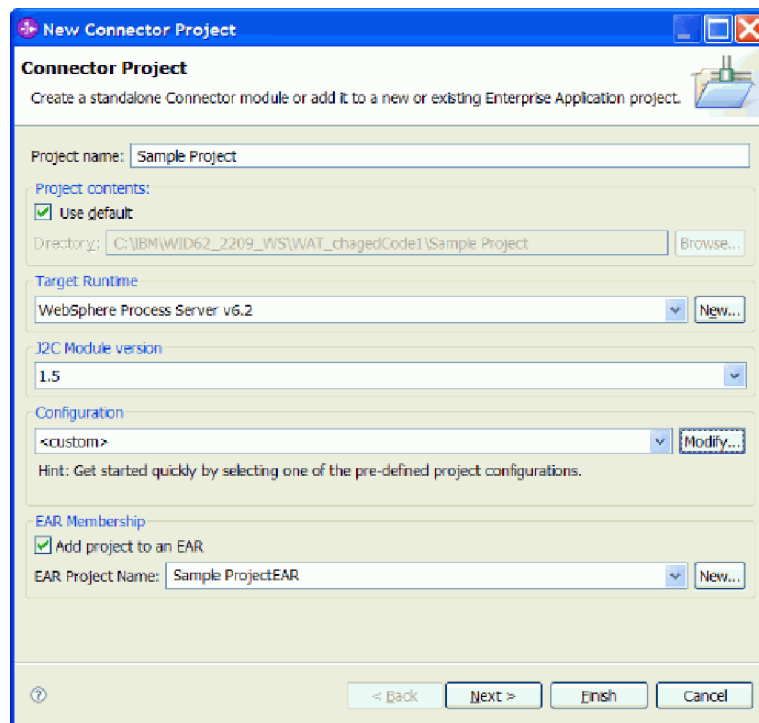 New Connector Project
Connector Project
Create a standalone Connector module or add it to a new or existing Enterprise Application project.
Project name: Sample Project
Project contents:
Use default
Directory: C:\IBM\WID62_2209_WS\WAT_chagedCode1\Sample Project Browse...
Target Runtime
WebSphere Process Server v6.2 New...
J2C Module version
1.5
Configuration
<custom> Modify...
Hint: Get started quickly by selecting one of the pre-defined project configurations.
EAR Membership
Add project to an EAR
EAR Project Name: Sample ProjectEAR New...
? < Back Next > Finish Cancel